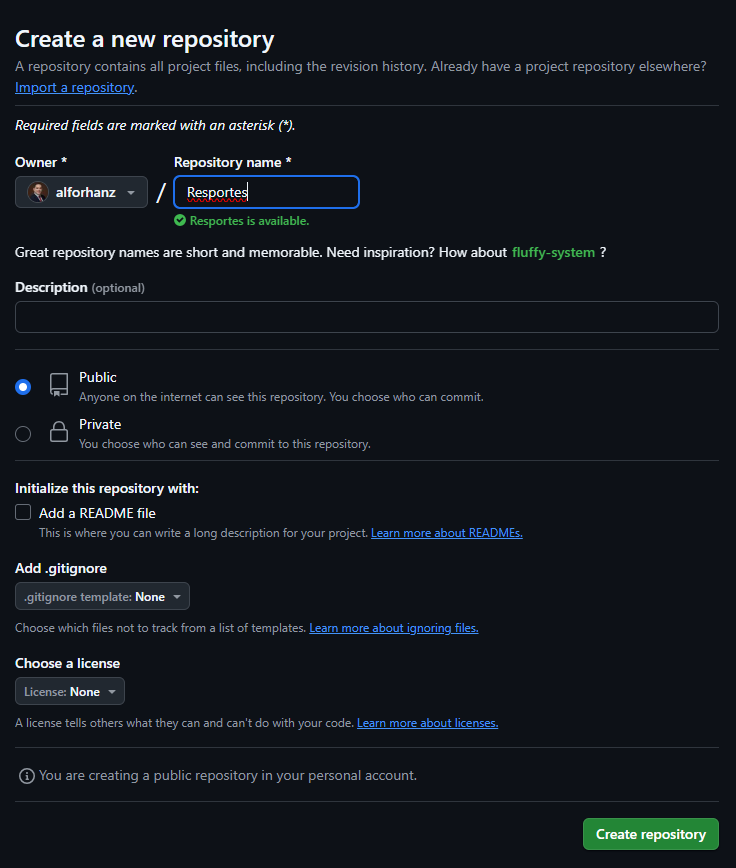 Create a new repository
A repository contains all project files, including the revision history. Already have a project repository elsewhere?
Import a repository.
Required fields are marked with an asterisk (*).
Owner * Repository name *
alforhanz / Resportes
Resportes is available.
Great repository names are short and memorable. Need inspiration? How about fluffy-system ?
Description (optional)
Public
Anyone on the internet can see this repository. You choose who can commit.
Private
You choose who can see and commit to this repository.
Initialize this repository with:
Add a README file
This is where you can write a long description for your project. Learn more about READMEs.
Add .gitignore
.gitignore template: None
Choose which files not to track from a list of templates. Learn more about ignoring files.
Choose a license
License: None
A license tells others what they can and can't do with your code. Learn more about licenses.
You are creating a public repository in your personal account.
Create repository